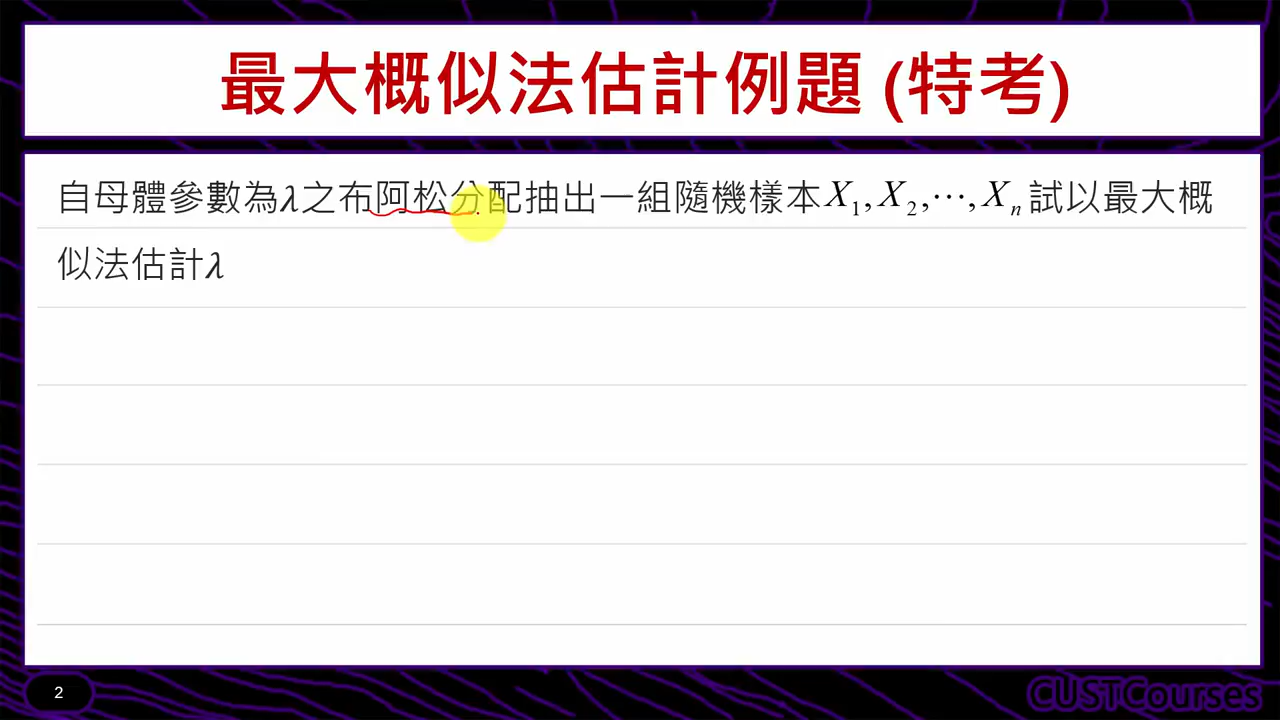 最大概似法估計例題 (特考)
自母體參數為λ之布阿松分配抽出一組隨機樣本X₁, X₂, ⋯, Xₙ 試以最大概
似法估計λ
2
CUSTCourses